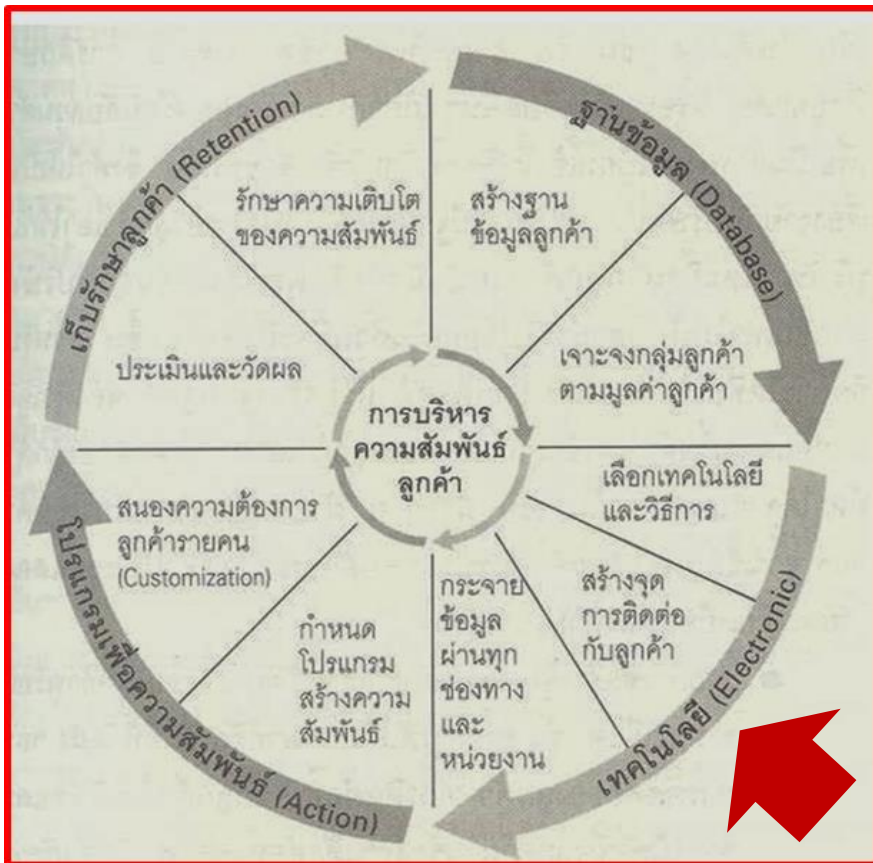 ฐานข้อมูล (Database)
สร้างฐาน
ข้อมูลลูกค้า
เจาะจงกลุ่มลูกค้า
ตามมูลค่าลูกค้า
เทคโนโลยี (Electronic)
เลือกเทคโนโลยี
และวิธีการ
สร้างจุด
การติดต่อ
กับลูกค้า
กระจาย
ข้อมูล
ผ่านทุก
ช่องทาง
และ
หน่วยงาน
โปรแกรมเพื่อความสัมพันธ์ (Action)
กำหนด
โปรแกรม
สร้างความ
สัมพันธ์
สนองความต้องการ
ลูกค้ารายคน
(Customization)
เก็บรักษาลูกค้า (Retention)
ประเมินและวัดผล
รักษาความเติบโต
ของความสัมพันธ์
การบริหาร
ความสัมพันธ์
ลูกค้า